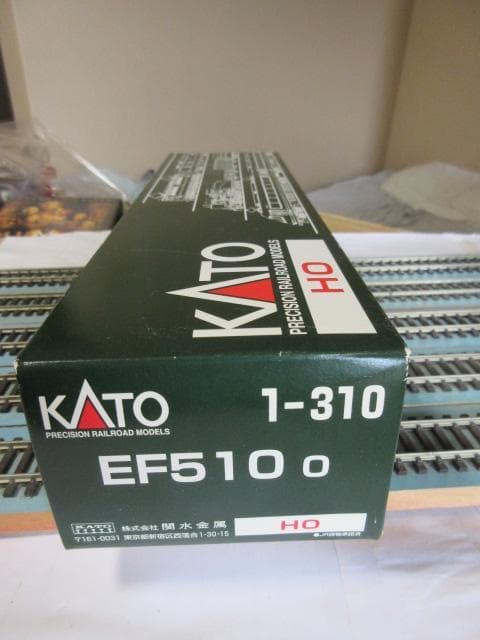 KATO
PRECISION RAILROAD MODELS
HO
KATO
PRECISION RAILROAD MODELS
1-310
EF510 0
KATO
株式会社 関水金属
〒161-0031 東京都新宿区西落合1-30-15
HO